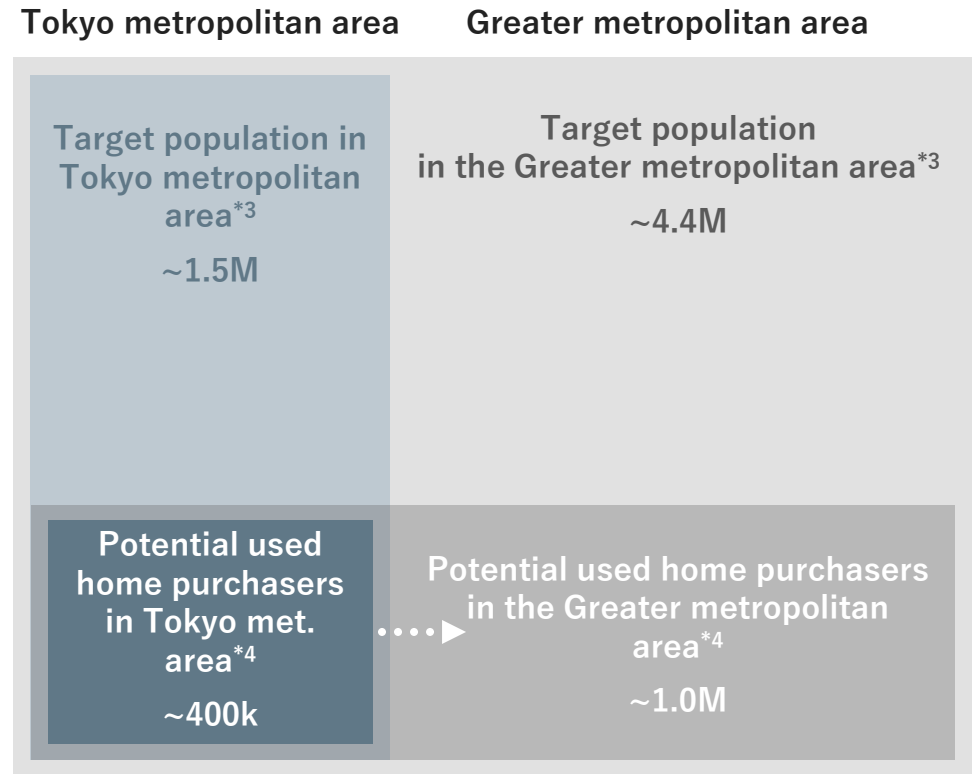 Tokyo metropolitan area
Greater metropolitan area
Target population in
Tokyo metropolitan
area*3
~1.5M
Target population
in the Greater metropolitan area*3
~4.4M
Potential used
home purchasers
in Tokyo met.
area*4
~400k
Potential used home purchasers
in the Greater metropolitan
area*4
~1.0M